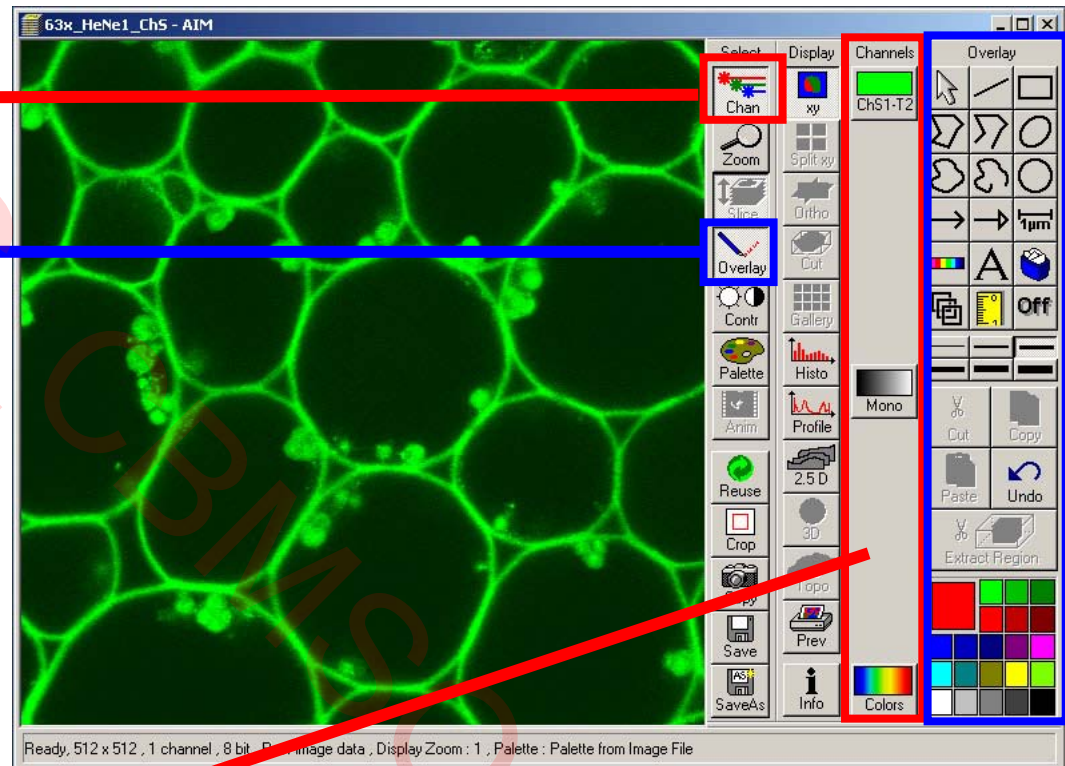 63x_HeNe1_ChS - AIM
Select
Chan
Zoom
Slice
Overlay
Contr
Palette
Anim
Reuse
Crop
Copy
Save
SaveAs
Display
xy
Split xy
Ortho
Cut
Gallery
Histo
Profile
2.5 D
3D
Topo
Prev
Info
Channels
ChS1-T2
Mono
Colors
Overlay
1µm
A
Off
Cut
Copy
Paste
Undo
Extract Region
Ready, 512 x 512 , 1 channel , 8 bit , image data , Display Zoom : 1 , Palette : Palette from Image File
CBMSO